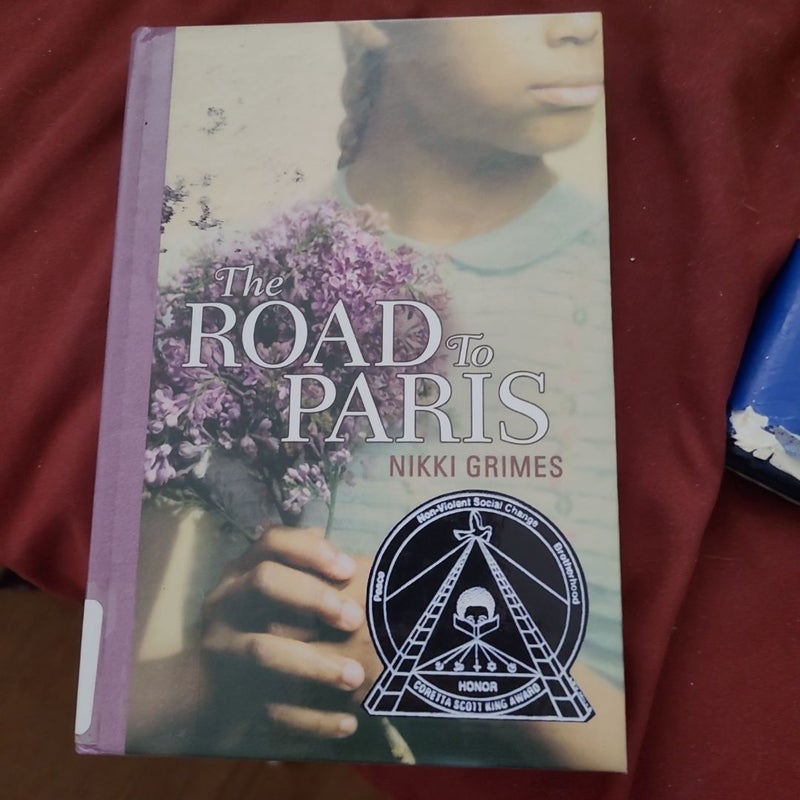 The
ROAD To
PARIS
NIKKI GRIMES
Non-Violent Social Change
Peace
Brotherhood
HONOR
CORETTA SCOTT KING AWARD